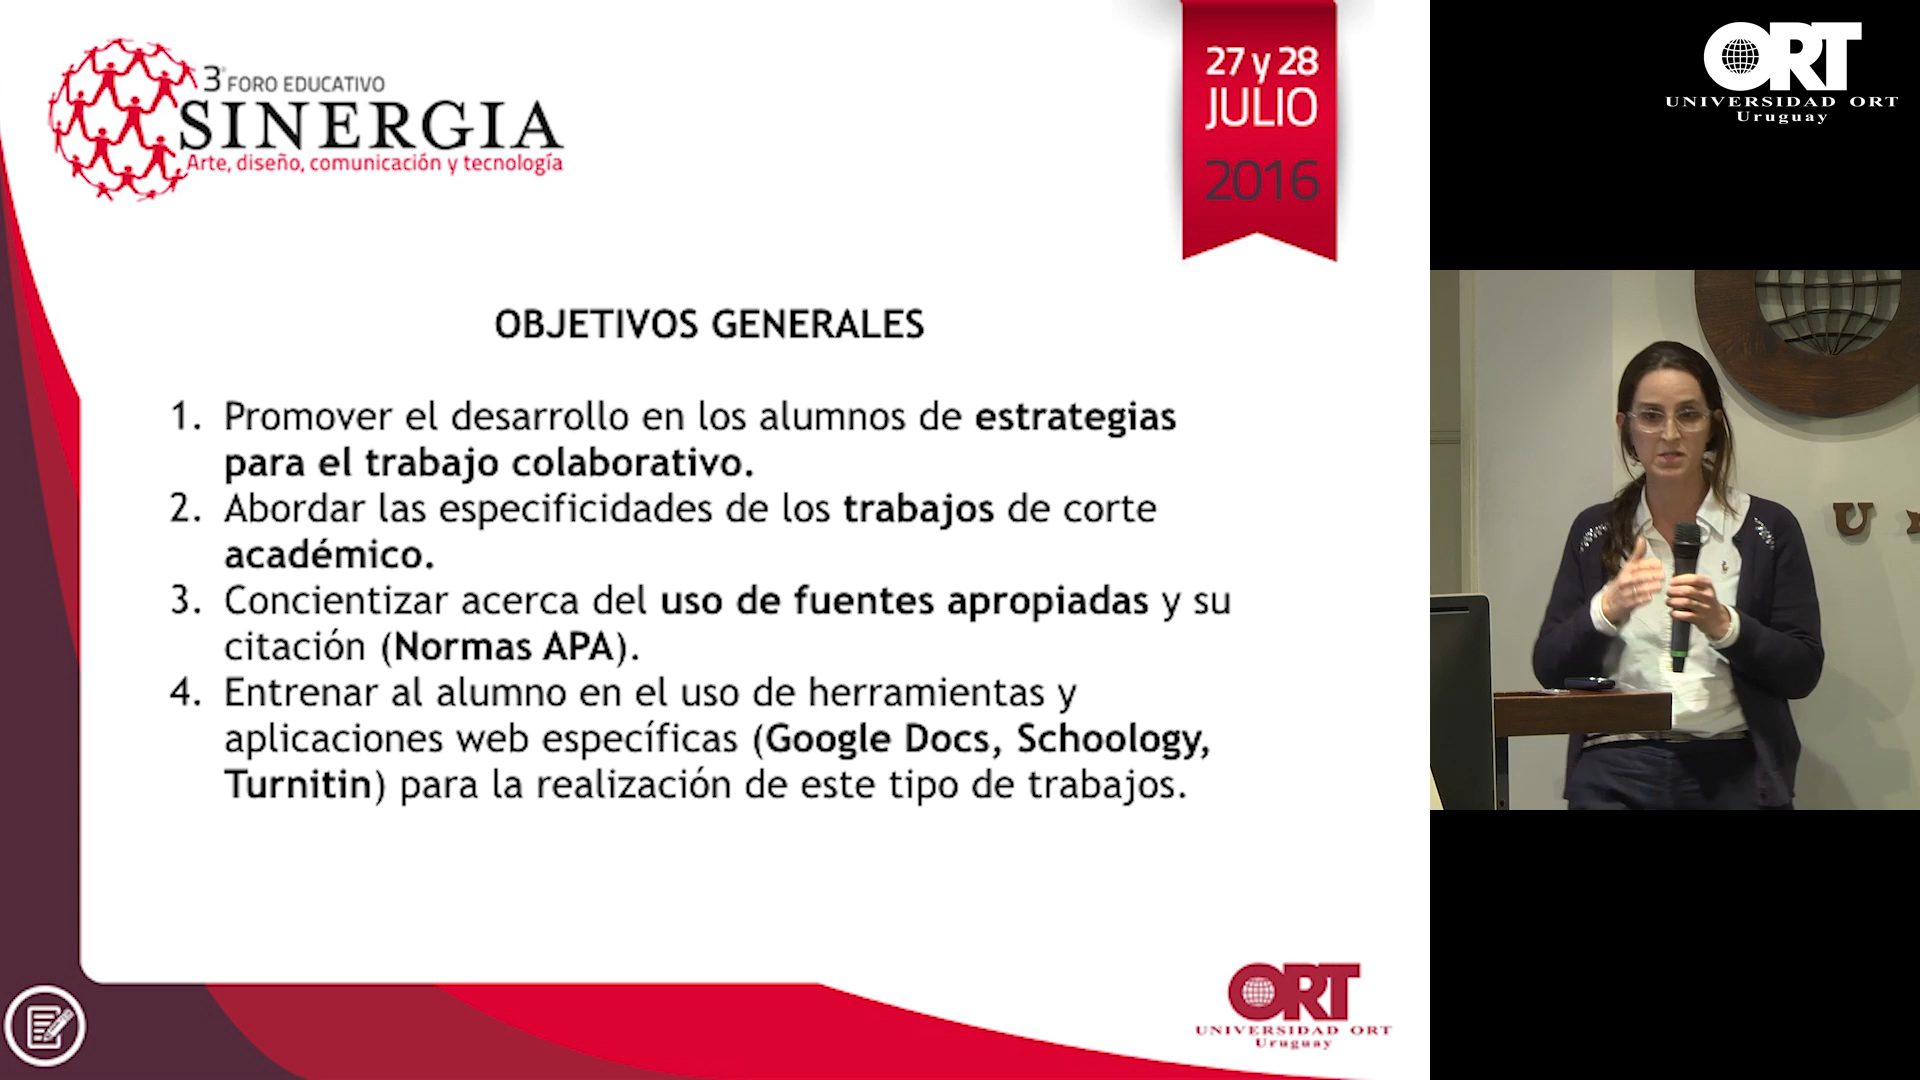 3° FORO EDUCATIVO
SINERGIA
Arte, diseño, comunicación y tecnología
27 y 28
JULIO
2016
ORT
UNIVERSIDAD ORT
Uruguay
OBJETIVOS GENERALES
1. Promover el desarrollo en los alumnos de estrategias
para el trabajo colaborativo.
2. Abordar las especificidades de los trabajos de corte
académico.
3. Concientizar acerca del uso de fuentes apropiadas y su
citación (Normas APA).
4. Entrenar al alumno en el uso de herramientas y
aplicaciones web específicas (Google Docs, Schoology,
Turnitin) para la realización de este tipo de trabajos.
U
ORT
UNIVERSIDAD ORT
Uruguay